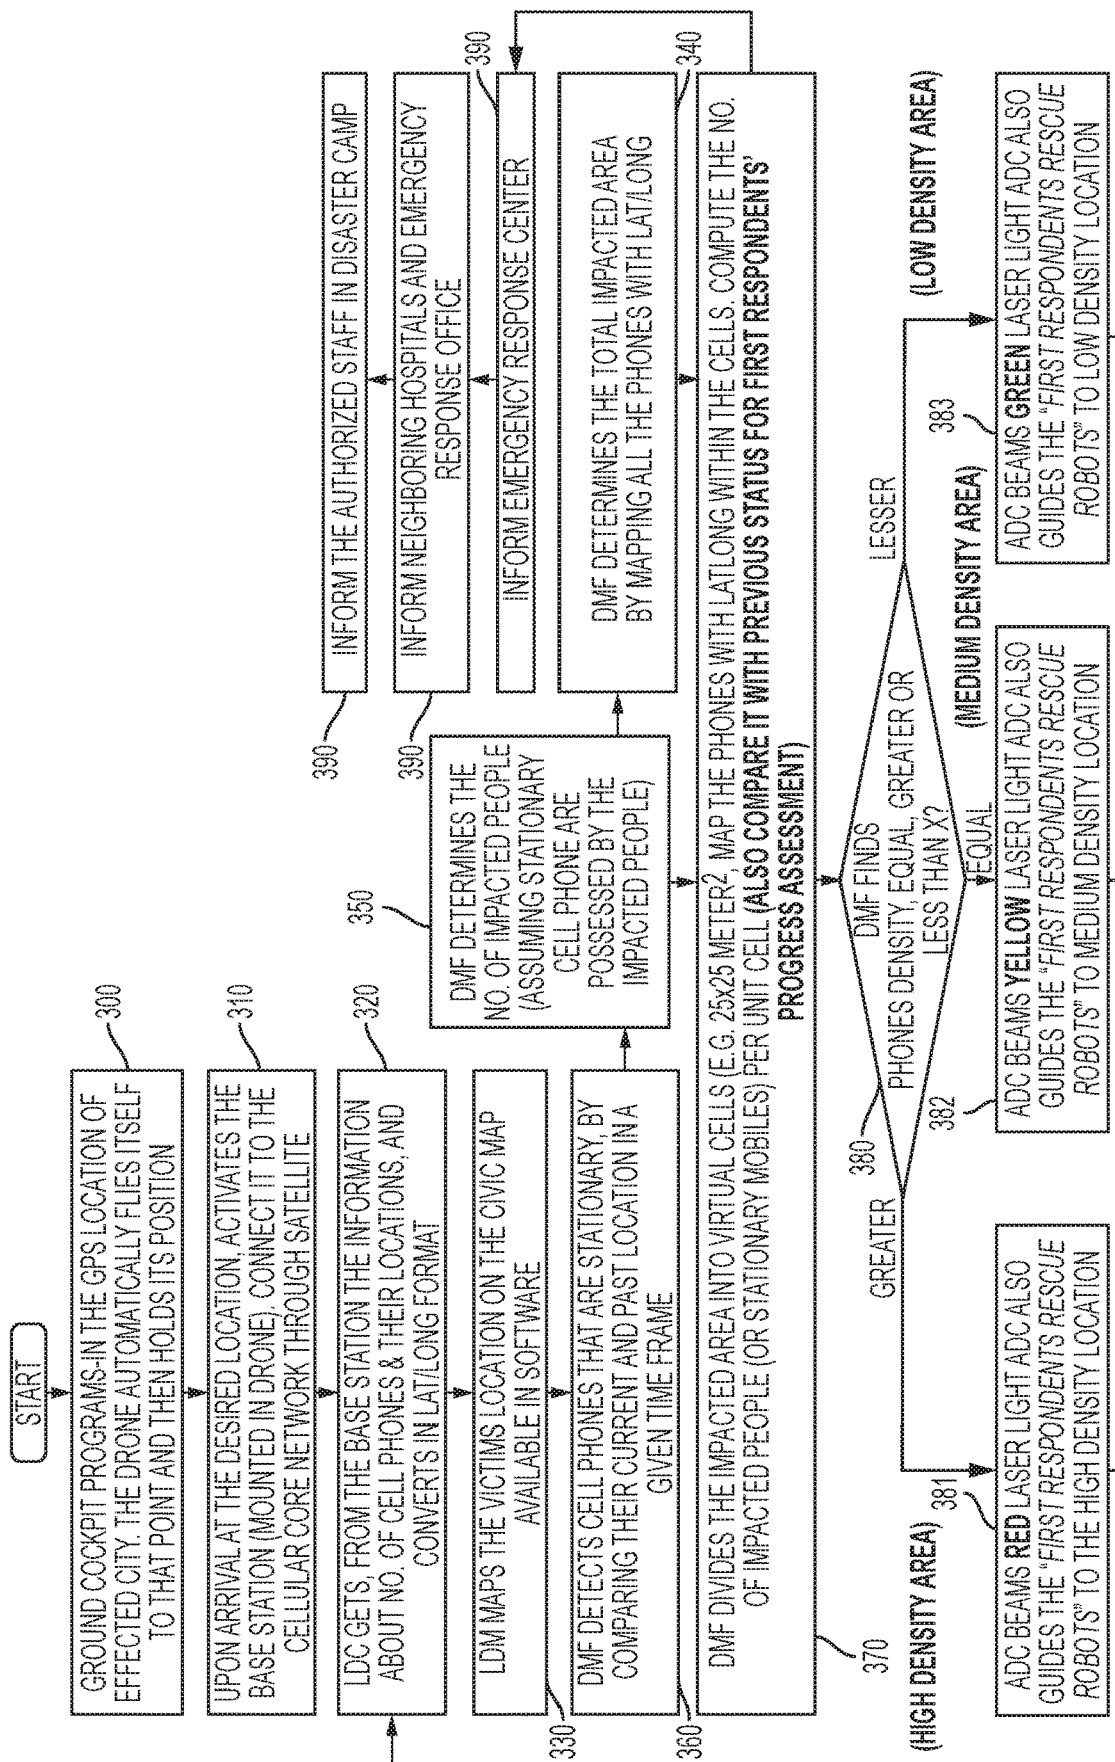 START
300
GROUND COCKPIT PROGRAMS-IN THE GPS LOCATION OF
EFFECTED CITY. THE DRONE AUTOMATICALLY FLIES ITSELF
TO THAT POINT AND THEN HOLDS ITS POSITION
310
UPON ARRIVAL AT THE DESIRED LOCATION, ACTIVATES THE
BASE STATION (MOUNTED IN DRONE). CONNECT IT TO THE
CELLULAR CORE NETWORK THROUGH SATELLITE
320
LDC GETS, FROM THE BASE STATION THE INFORMATION
ABOUT NO. OF CELL PHONES & THEIR LOCATIONS, AND
CONVERTS IN LAT/LONG FORMAT
330
LDM MAPS THE VICTIMS LOCATION ON THE CIVIC MAP
AVAILABLE IN SOFTWARE
360
DMF DETECTS CELL PHONES THAT ARE STATIONARY, BY
COMPARING THEIR CURRENT AND PAST LOCATION IN A
GIVEN TIME FRAME
350
DMF DETERMINES THE
NO. OF IMPACTED PEOPLE
(ASSUMING STATIONARY
CELL PHONE ARE
POSSESSED BY THE
IMPACTED PEOPLE)
390
INFORM THE AUTHORIZED STAFF IN DISASTER CAMP
390
INFORM NEIGHBORING HOSPITALS AND EMERGENCY
RESPONSE OFFICE
390
INFORM EMERGENCY RESPONSE CENTER
340
DMF DETERMINES THE TOTAL IMPACTED AREA
BY MAPPING ALL THE PHONES WITH LAT/LONG
370
DMF DIVIDES THE IMPACTED AREA INTO VIRTUAL CELLS (E.G. 25x25 METER2, MAP THE PHONES WITH LATLONG WITHIN THE CELLS. COMPUTE THE NO.
OF IMPACTED PEOPLE (OR STATIONARY MOBILES) PER UNIT CELL (ALSO COMPARE IT WITH PREVIOUS STATUS FOR FIRST RESPONDENTS'
PROGRESS ASSESSMENT)
380
DMF FINDS
PHONES DENSITY, EQUAL, GREATER OR
LESS THAN X?
GREATER
EQUAL
LESSER
(HIGH DENSITY AREA)
381
ADC BEAMS RED LASER LIGHT ADC ALSO
GUIDES THE "FIRST RESPONDENTS RESCUE
ROBOTS" TO THE HIGH DENSITY LOCATION
(MEDIUM DENSITY AREA)
382
ADC BEAMS YELLOW LASER LIGHT ADC ALSO
GUIDES THE "FIRST RESPONDENTS RESCUE
ROBOTS" TO MEDIUM DENSITY LOCATION
(LOW DENSITY AREA)
383
ADC BEAMS GREEN LASER LIGHT ADC ALSO
GUIDES THE "FIRST RESPONDENTS RESCUE
ROBOTS" TO LOW DENSITY LOCATION